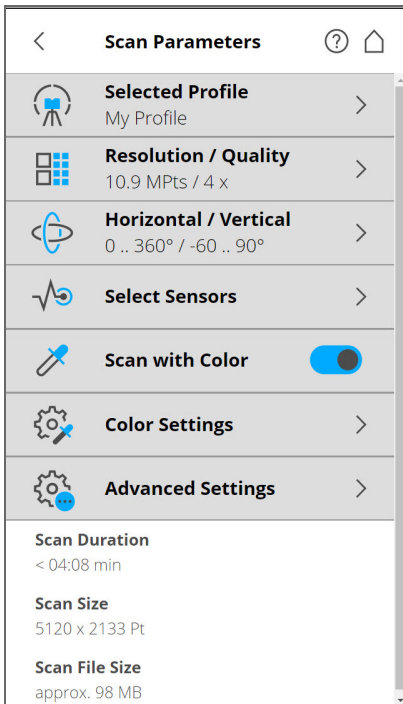 Scan Parameters
Selected Profile
My Profile
Resolution / Quality
10.9 MPts / 4 x
Horizontal / Vertical
0 .. 360° / -60 .. 90°
Select Sensors
Scan with Color
Color Settings
Advanced Settings
Scan Duration
< 04:08 min
Scan Size
5120 x 2133 Pt
Scan File Size
approx. 98 MB